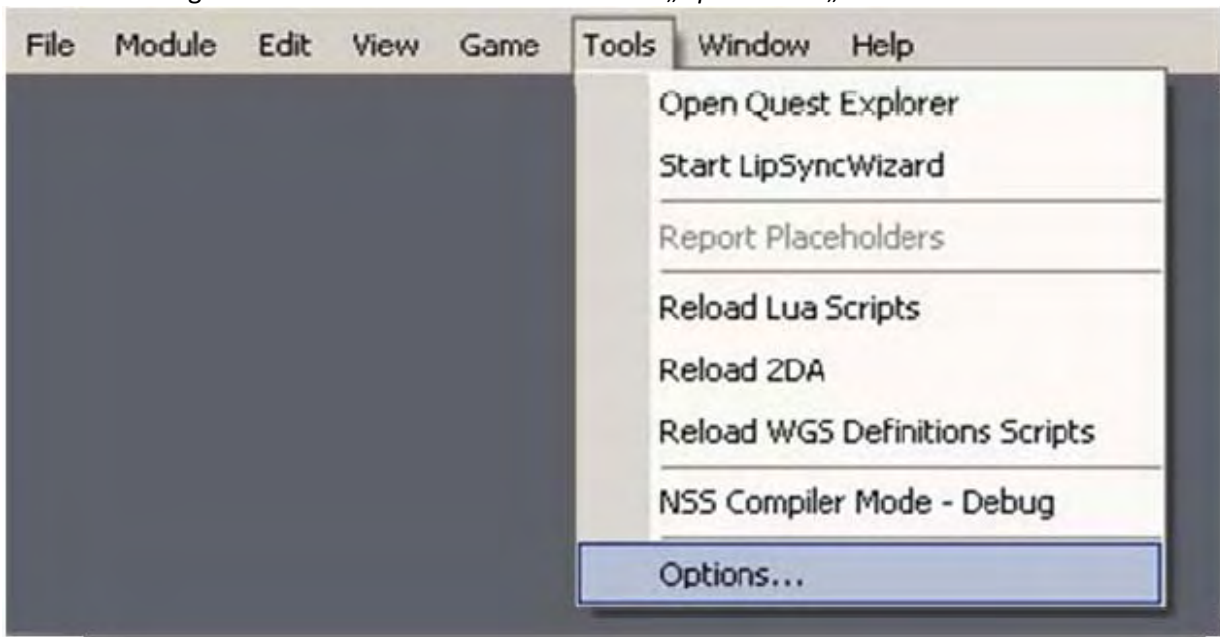 File Module Edit View Game Tools Window Help
Open Quest Explorer
Start LipSyncWizard
Report Placeholders
Reload Lua Scripts
Reload 2DA
Reload WGS Definitions Scripts
NSS Compiler Mode - Debug
Options...